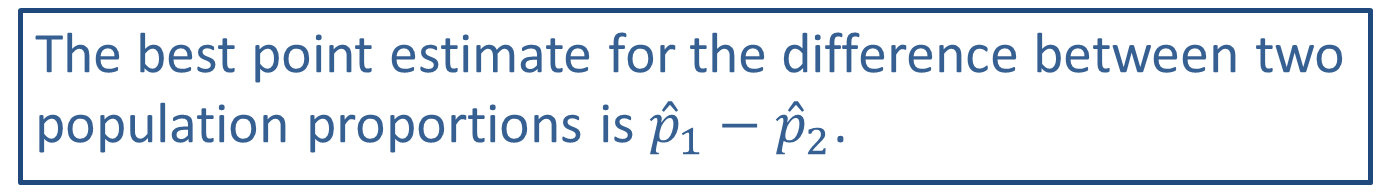 The best point estimate for the difference between two
population proportions is p̂₁ − p̂₂.